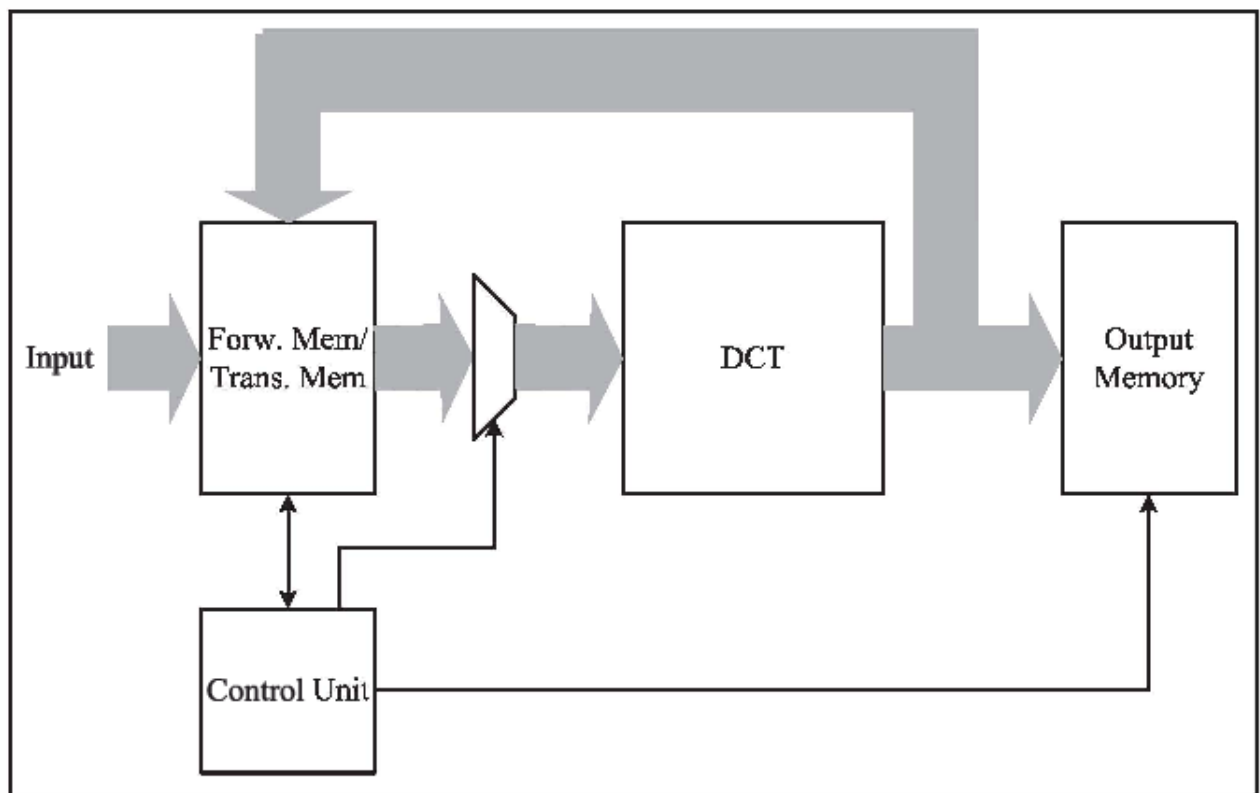 Input
Forw. Mem/
Trans. Mem
DCT
Output
Memory
Control Unit